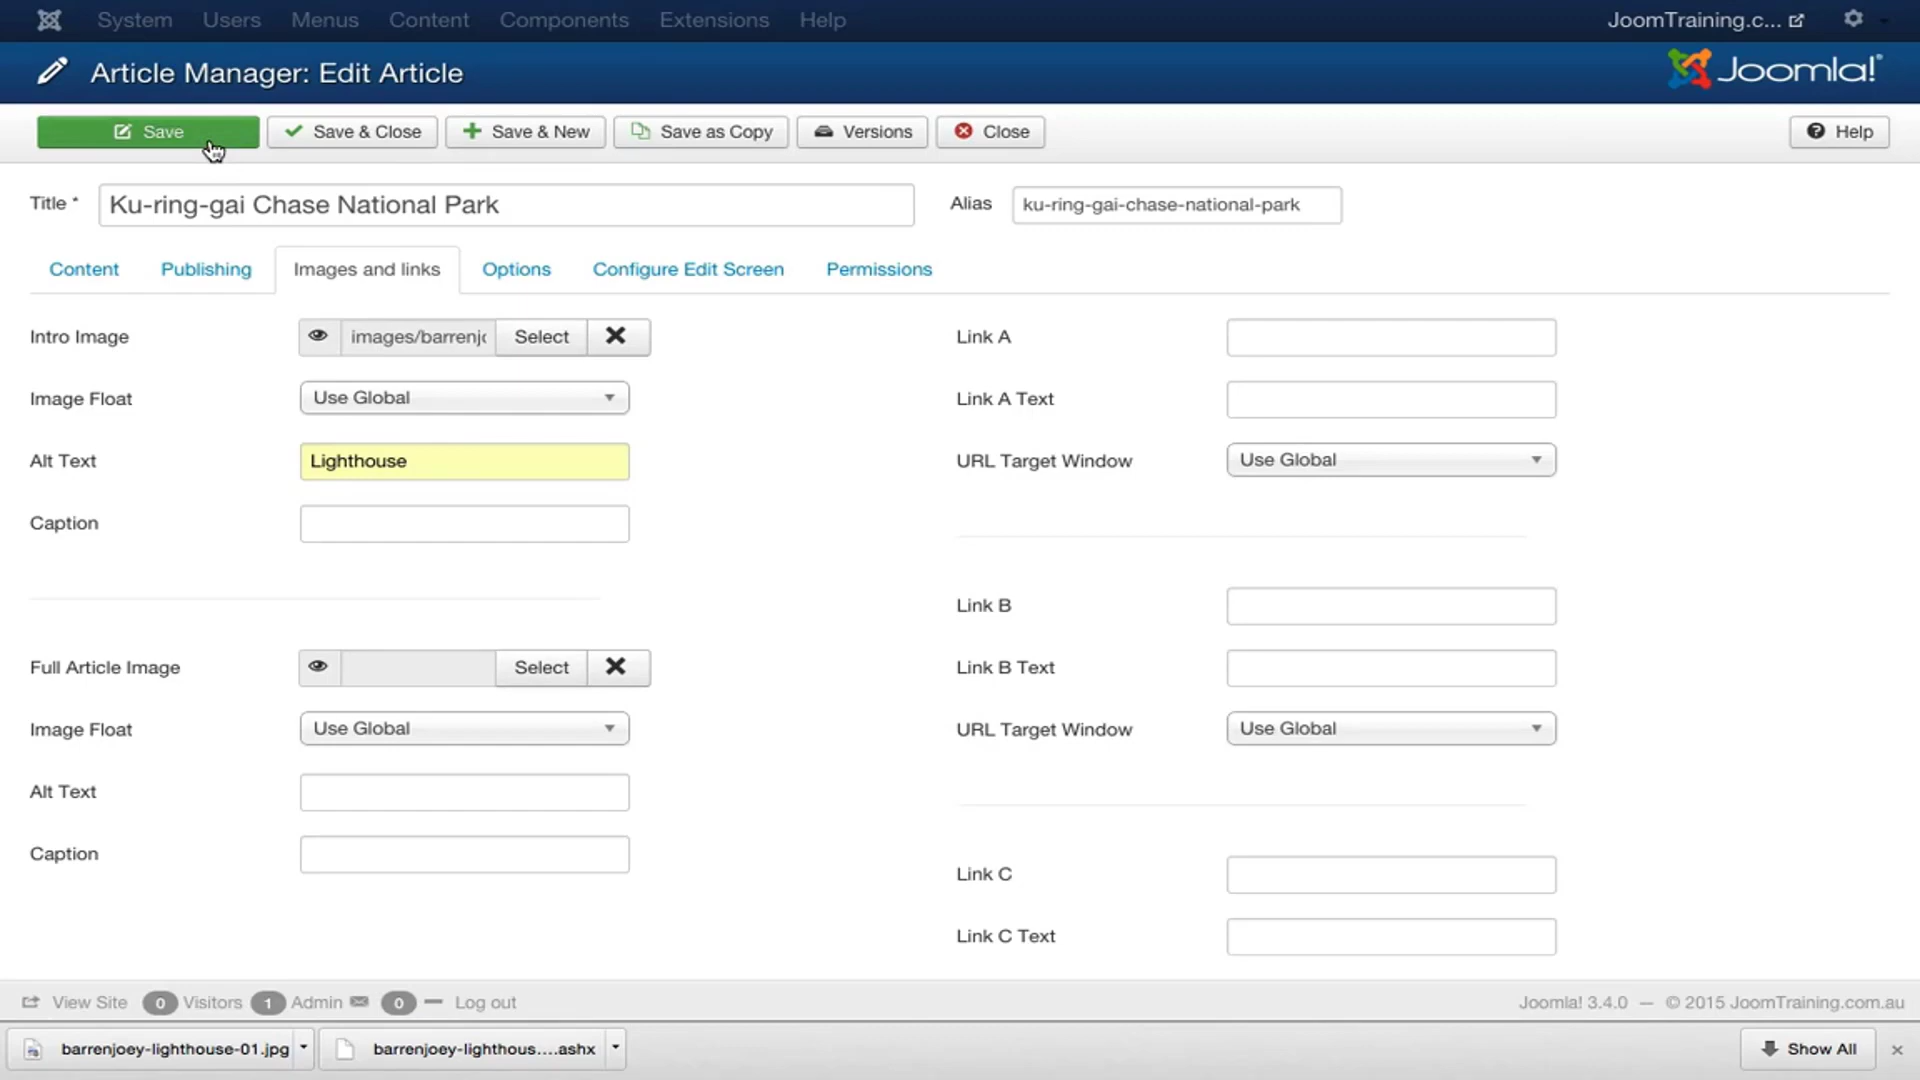 System Users Menus Content Components Extensions Help JoomTraining.c...
Article Manager: Edit Article Joomla!®
Save Save & Close Save & New Save as Copy Versions Close Help
Title * Ku-ring-gai Chase National Park Alias ku-ring-gai-chase-national-park
Content Publishing Images and links Options Configure Edit Screen Permissions
Intro Image images/barrenjo Select Link A
Image Float Use Global Link A Text
Alt Text Lighthouse URL Target Window Use Global
Caption
Link B
Full Article Image Select Link B Text
Image Float Use Global URL Target Window Use Global
Alt Text
Caption
Link C
Link C Text
View Site 0 Visitors 1 Admin 0 Log out Joomla! 3.4.0 — © 2015 JoomTraining.com.au
barrenjoey-lighthouse-01.jpg barrenjoey-lighthous....ashx Show All